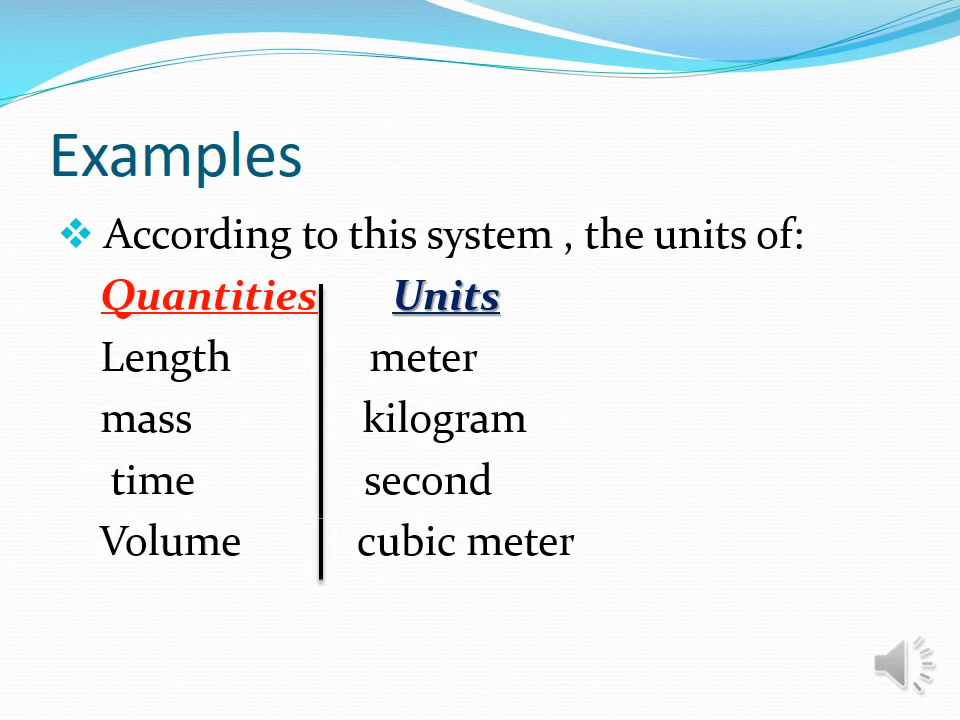 Examples
According to this system , the units of:
Quantities Units
Length meter
mass kilogram
time second
Volume cubic meter